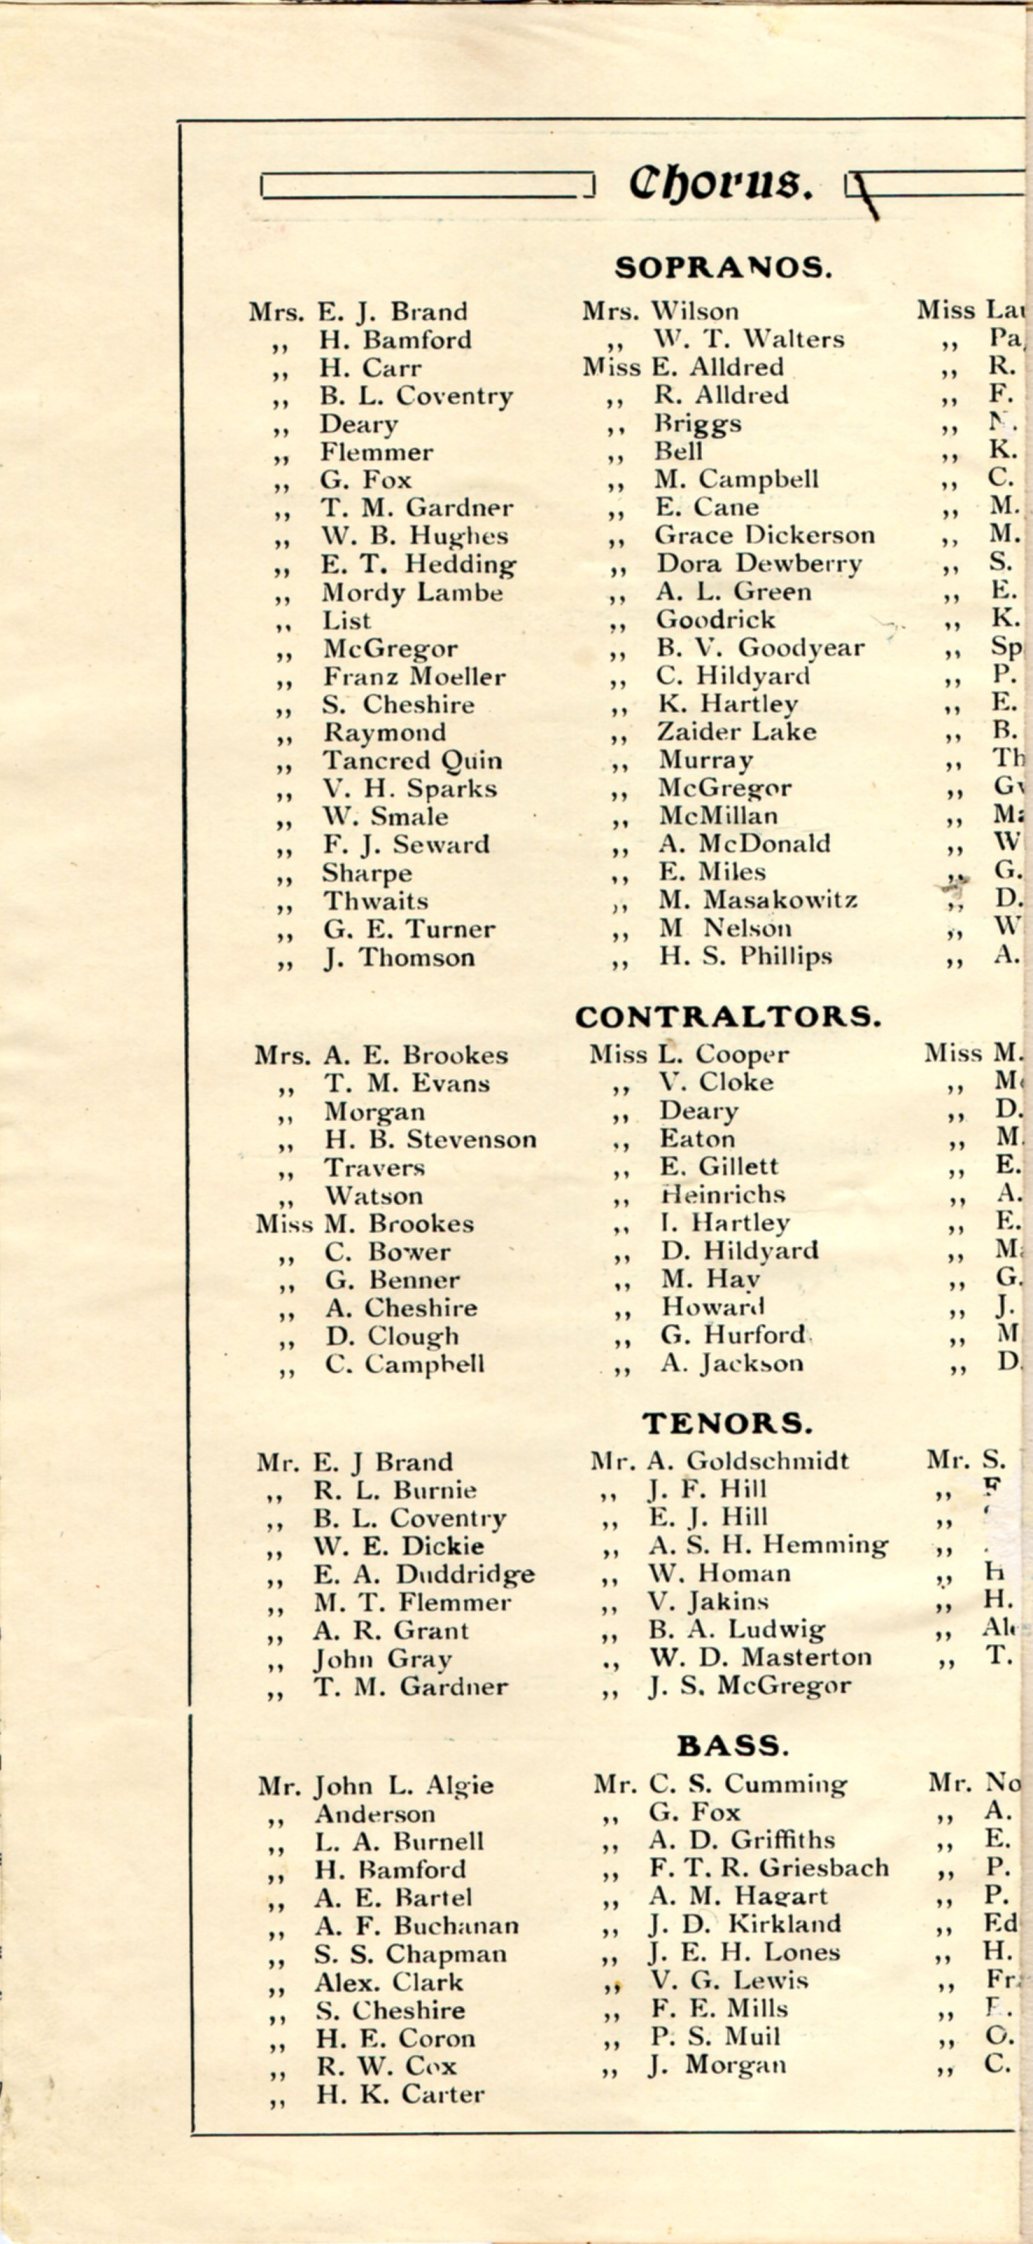 Chorus.
SOPRANOS.
Mrs. E. J. Brand Mrs. Wilson Miss
,, H. Bamford ,, W. T. Walters ,,
,, H. Carr Miss E. Alldred ,, R.
,, B. L. Coventry ,, R. Alldred ,, F.
,, Deary ,, Briggs ,,
,, Flemmer ,, Bell ,, K.
,, G. Fox ,, M. Campbell ,, C.
,, T. M. Gardner ,, E. Cane ,, M.
,, W. B. Hughes ,, Grace Dickerson ,, M.
,, E. T. Hedding ,, Dora Dewberry ,, S.
,, Mordy Lambe ,, A. L. Green ,, E.
,, List ,, Goodrick ,, K.
,, McGregor ,, B. V. Goodyear ,, Sp
,, Franz Moeller ,, C. Hildyard ,, P.
,, S. Cheshire ,, K. Hartley ,, E.
,, Raymond ,, Zaider Lake ,, B.
,, Tancred Quin ,, Murray ,, Th
,, V. H. Sparks ,, McGregor ,,
,, W. Smale ,, McMillan ,,
,, F. J. Seward ,, A. McDonald ,, W
,, Sharpe ,, E. Miles ,, G.
,, Thwaits ,, M. Masakowitz ,, D.
,, G. E. Turner ,, M Nelson ,, W
,, J. Thomson ,, H. S. Phillips ,, A.
CONTRALTORS.
Mrs. A. E. Brookes Miss L. Cooper Miss M.
,, T. M. Evans ,, V. Cloke ,,
,, Morgan ,, Deary ,, D.
,, H. B. Stevenson ,, Eaton ,, M.
,, Travers ,, E. Gillett ,, E.
,, Watson ,, Heinrichs ,, A.
Miss M. Brookes ,, I. Hartley ,, E.
,, C. Bower ,, D. Hildyard ,,
,, G. Benner ,, M. Hay ,, G.
,, A. Cheshire ,, Howard ,, J.
,, D. Clough ,, G. Hurford ,, M
,, C. Campbell ,, A. Jackson ,, D
TENORS.
Mr. E. J Brand Mr. A. Goldschmidt Mr. S.
,, R. L. Burnie ,, J. F. Hill ,,
,, B. L. Coventry ,, E. J. Hill ,,
,, W. E. Dickie ,, A. S. H. Hemming ,,
,, E. A. Duddridge ,, W. Homan ,, H
,, M. T. Flemmer ,, V. Jakins ,, H.
,, A. R. Grant ,, B. A. Ludwig ,,
,, John Gray ,, W. D. Masterton ,, T.
,, T. M. Gardner ,, J. S. McGregor
BASS.
Mr. John L. Algie Mr. C. S. Cumming Mr. No
,, Anderson ,, G. Fox ,, A.
,, L. A. Burnell ,, A. D. Griffiths ,, E.
,, H. Bamford ,, F. T. R. Griesbach ,, P.
,, A. E. Bartel ,, A. M. Hagart ,, P.
,, A. F. Buchanan ,, J. D. Kirkland ,, Ed
,, S. S. Chapman ,, J. E. H. Lones ,, H.
,, Alex. Clark ,, V. G. Lewis ,, Fr
,, S. Cheshire ,, F. E. Mills ,,
,, H. E. Coron ,, P. S. Muil ,, O.
,, R. W. Cox ,, J. Morgan ,, C.
,, H. K. Carter